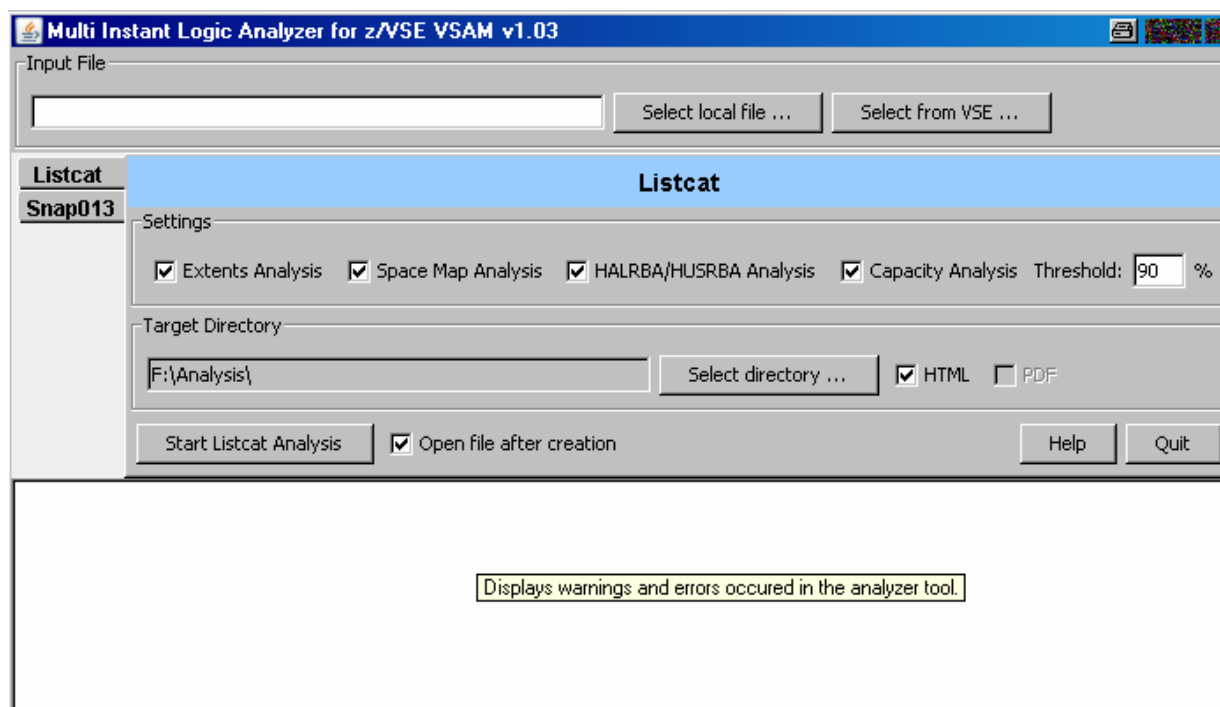 Multi Instant Logic Analyzer for z/VSE VSAM v1.03
Input File
Select local file ... Select from VSE ...
Listcat Listcat
Snap013
Settings
Extents Analysis Space Map Analysis HALRBA/HUSRBA Analysis Capacity Analysis Threshold: 90 %
Target Directory
F:\Analysis\ Select directory ... HTML PDF
Start Listcat Analysis Open file after creation Help Quit
Displays warnings and errors occured in the analyzer tool.